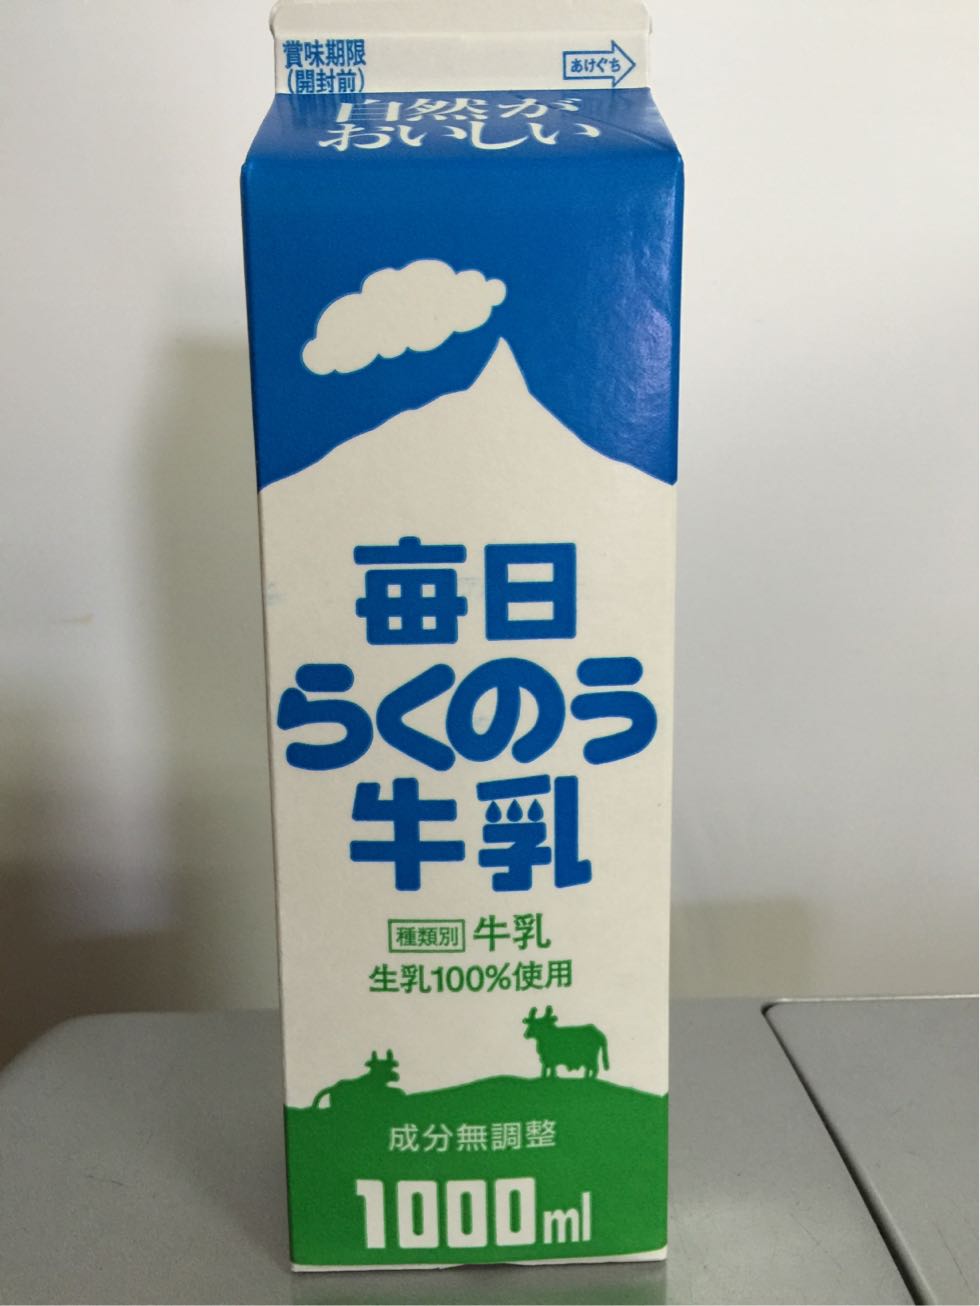 賞味期限
(開封前)
あけぐち
自然が
おいしい
毎日
らくのう
牛乳
種類別 牛乳
生乳100%使用
成分無調整
1000ml